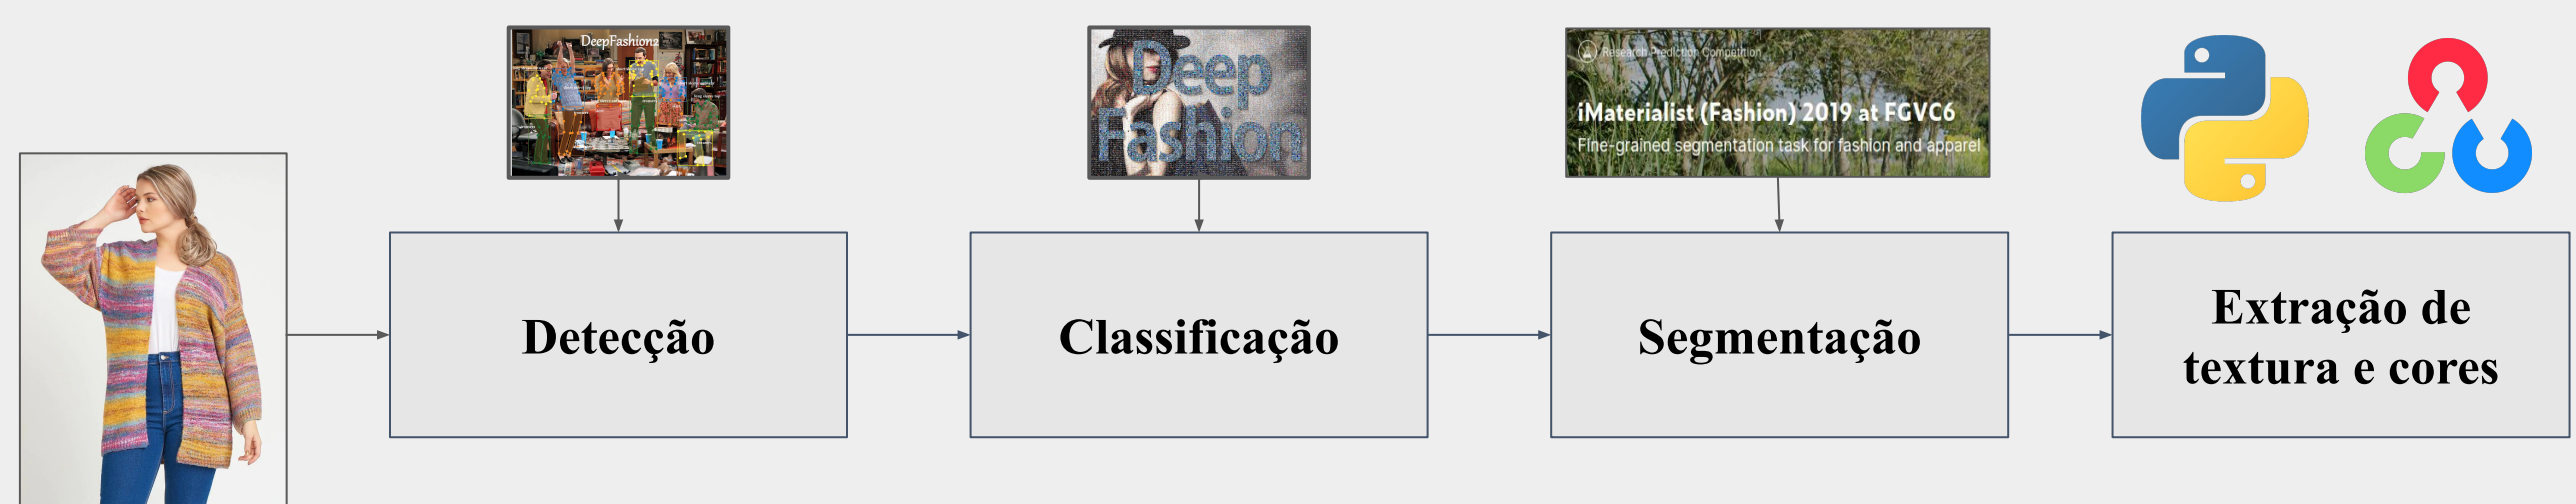 DeepFashion2
Deep
Fashion
Research Prediction Competition
iMaterialist (Fashion) 2019 at FGVC6
Fine-grained segmentation task for fashion and apparel
Detecção
Classificação
Segmentação
Extração de
textura e cores